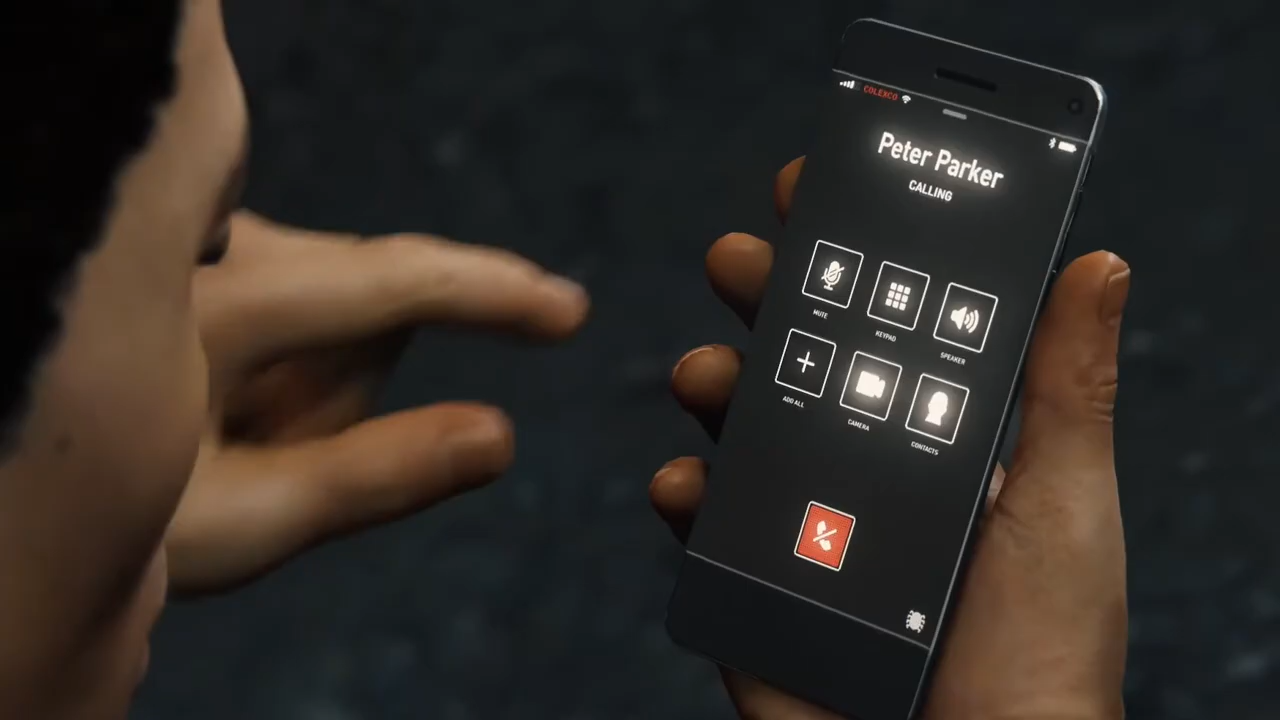 COLEXCO
Peter Parker
CALLING
MUTE
KEYPAD
SPEAKER
ADD ALL
CAMERA
CONTACTS